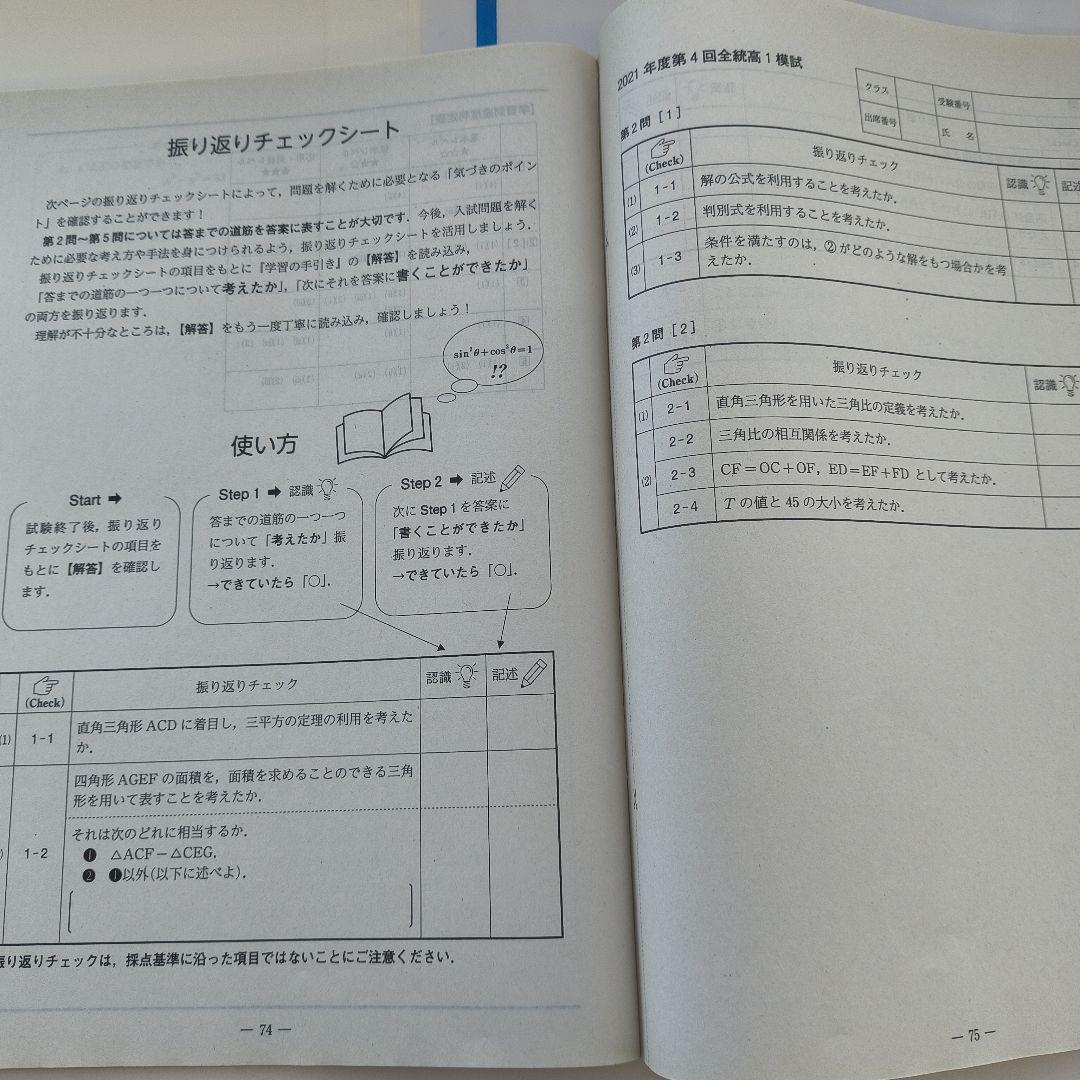 振り返りチェックシート
次ページの振り返りチェックシートによって，問題を解くために必要となる「気づきのポイン
ト」を確認することができます！
第２問～第５問については答までの道筋を答案に表すことが大切です．今後，入試問題を解く
ために必要な考え方や手法を身につけられるよう，振り返りチェックシートを活用しましょう．
振り返りチェックシートの項目をもとに『学習の手引き』の【解答】を読み込み，
「答までの道筋の一つ一つについて考えたか」，「次にそれを答案に書くことができたか」
の両方を振り返ります．
理解が不十分なところは，【解答】をもう一度丁寧に読み込み，確認しましょう！
sin²θ＋cos²θ＝1
!?
使い方
Start ➡
試験終了後，振り返り
チェックシートの項目を
もとに【解答】を確認し
ます．
Step 1 ➡ 認識
答までの道筋の一つ一つ
について「考えたか」振
り返ります．
→できていたら「○」．
Step 2 ➡ 記述
次に Step 1 を答案に
「書くことができたか」
振り返ります．
→できていたら「○」．
(Check) 振り返りチェック 認識 記述
(1) 1-1 直角三角形 ACD に着目し，三平方の定理の利用を考えた
か．
1-2 四角形 AGEF の面積を，面積を求めることのできる三角
形を用いて表すことを考えたか．
それは次のどれに相当するか．
❶ △ACF－△CEG．
❷ ❶以外(以下に述べよ)．
振り返りチェックは，採点基準に沿った項目ではないことにご注意ください．
― 74 ―
2021 年度第 4 回全統高 1 模試
クラス 受験番号
出席番号 氏 名
第２問［1］
(Check) 振り返りチェック 認識 記述
(1) 1-1 解の公式を利用することを考えたか．
(2) 1-2 判別式を利用することを考えたか．
(3) 1-3 条件を満たすのは，②がどのような解をもつ場合かを考
えたか．
第２問［2］
(Check) 振り返りチェック 認識
(1) 2-1 直角三角形を用いた三角比の定義を考えたか．
(2) 2-2 三角比の相互関係を考えたか．
2-3 CF＝OC＋OF，ED＝EF＋FD として考えたか．
2-4 T の値と 45 の大小を考えたか．
― 75 ―